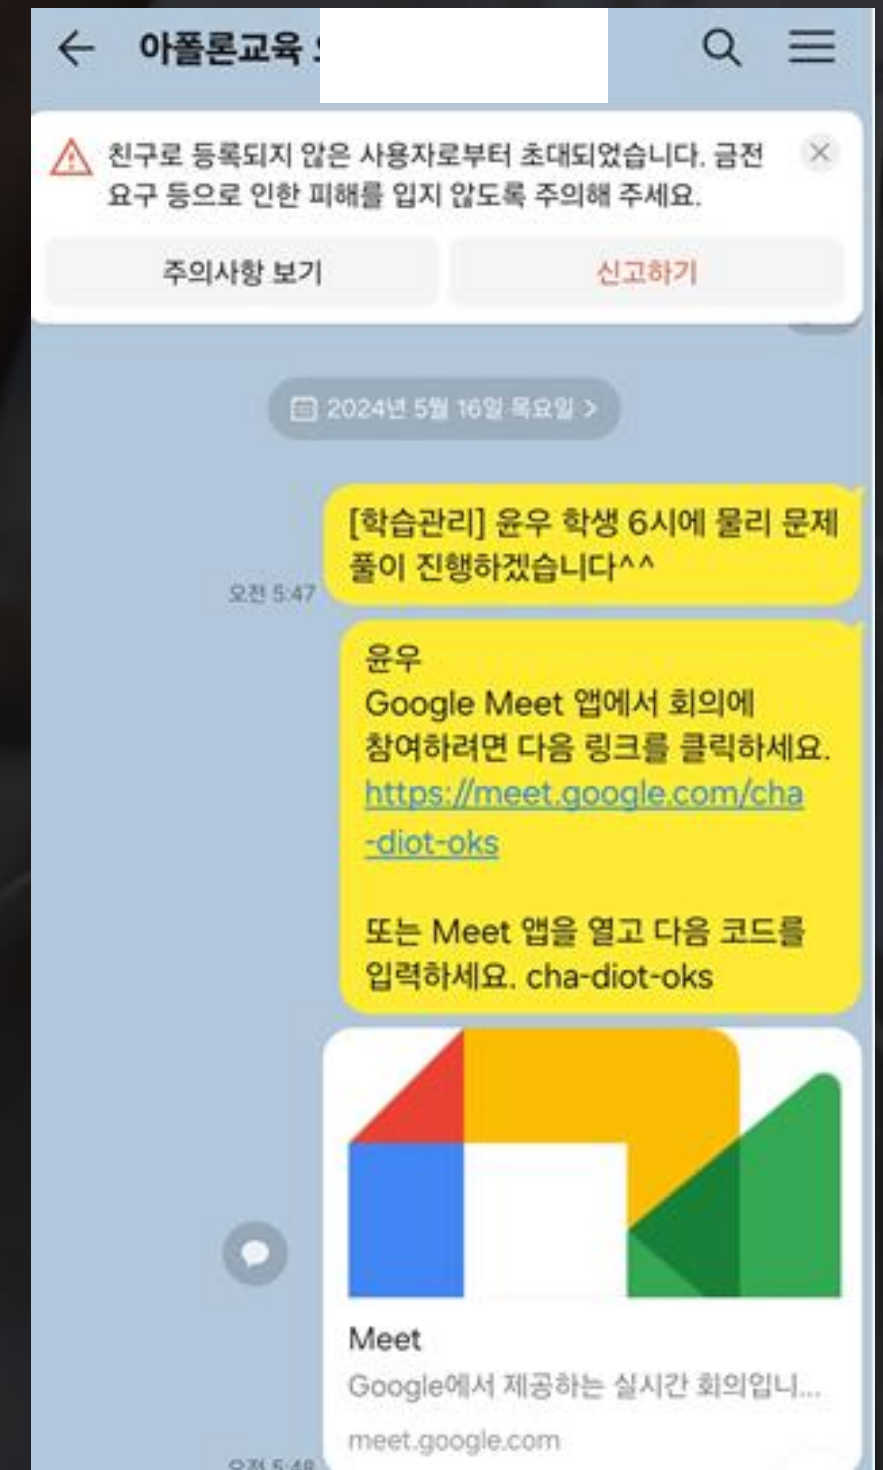 아폴론교육
친구로 등록되지 않은 사용자로부터 초대되었습니다. 금전
요구 등으로 인한 피해를 입지 않도록 주의해 주세요.
주의사항 보기
신고하기
2024년 5월 16일 목요일 >
[학습관리] 윤우 학생 6시에 물리 문제
풀이 진행하겠습니다^^
오전 5:47
윤우
Google Meet 앱에서 회의에
참여하려면 다음 링크를 클릭하세요.
https://meet.google.com/cha
-diot-oks
또는 Meet 앱을 열고 다음 코드를
입력하세요. cha-diot-oks
Meet
Google에서 제공하는 실시간 회의입니...
meet.google.com
오전 5:48